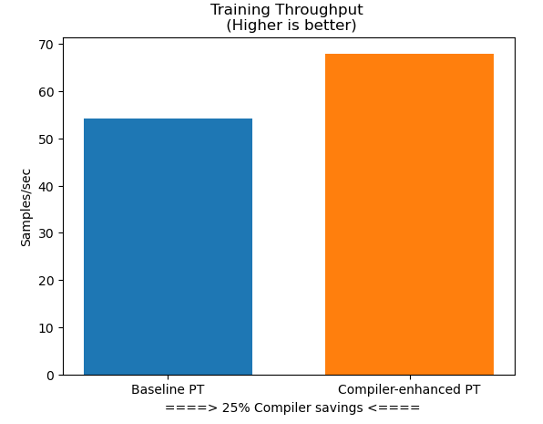 Training Throughput
(Higher is better)
Samples/sec
70
60
50
40
30
20
10
0
Baseline PT
Compiler-enhanced PT
====> 25% Compiler savings <====